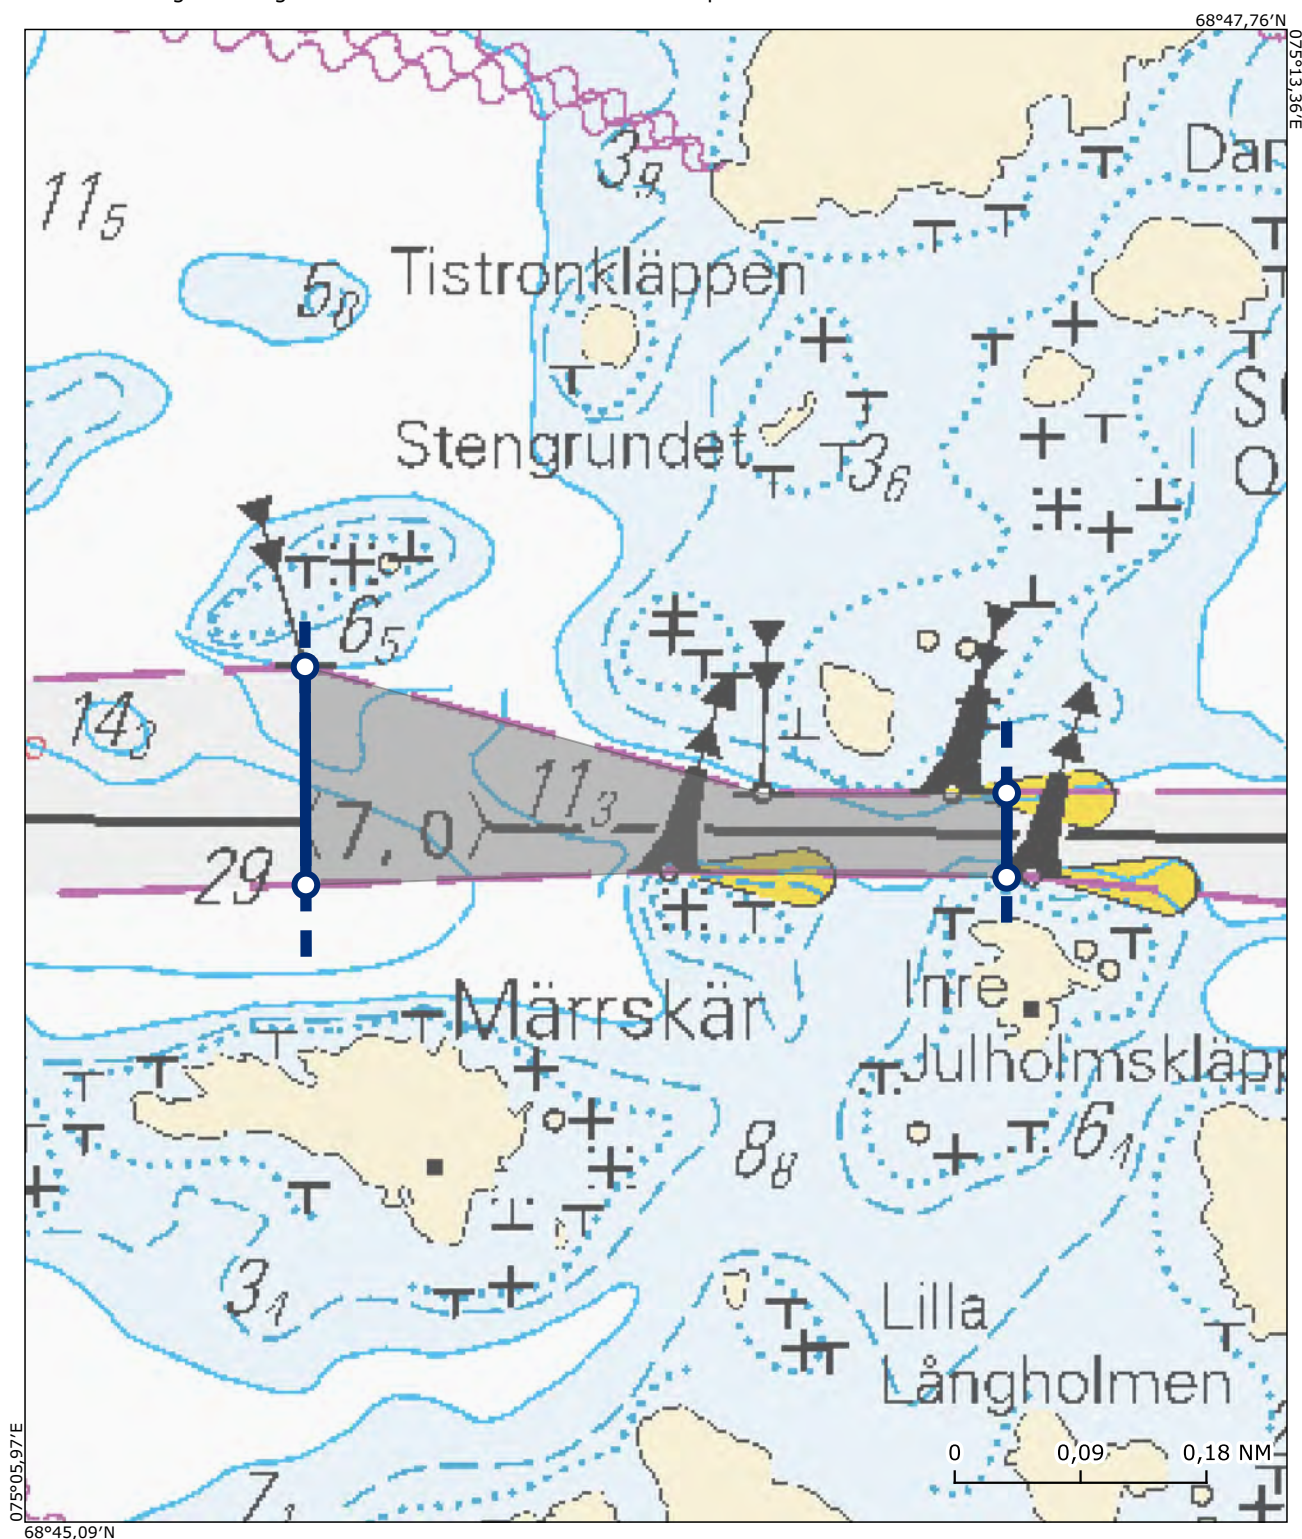 68°47,76’N
075°13,36’E
3₉
Dan
11₅
Tistronkläppen
5₈
Stengrundet
3₆
S
Q
6₅
14₃
11₃
(7,0)
29
Märrskär
Inre
Julholmskläpp
8₈
6₁
3₁
Lilla
Långholmen
0 0,09 0,18 NM
7₁
075°05,97’E
68°45,09’N